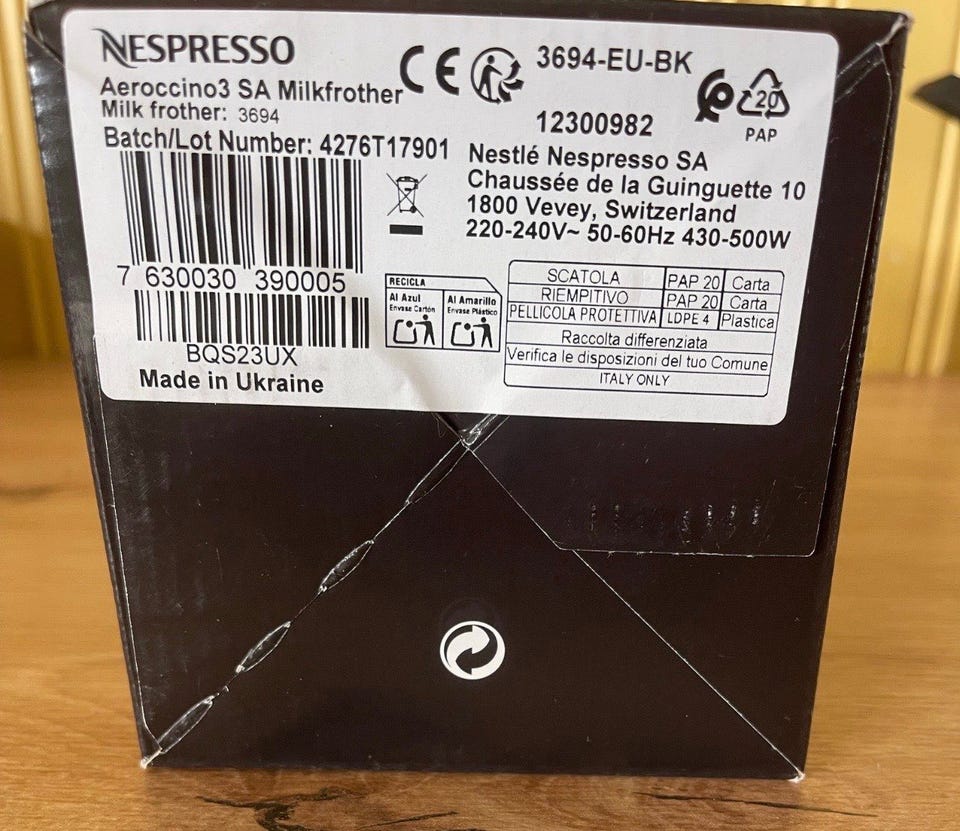 NESPRESSO
Aeroccino3 SA Milkfrother
Milk frother: 3694
Batch/Lot Number: 4276T17901
7 630030 390005
BQS23UX
Made in Ukraine
CE
3694-EU-BK
12300982
20
PAP
Nestlé Nespresso SA
Chaussée de la Guinguette 10
1800 Vevey, Switzerland
220-240V~ 50-60Hz 430-500W
RECICLA
Al Azul
Envase Cartón
Al Amarillo
Envase Plástico
SCATOLA PAP 20 Carta
RIEMPITIVO PAP 20 Carta
PELLICOLA PROTETTIVA LDPE 4 Plastica
Raccolta differenziata
Verifica le disposizioni del tuo Comune
ITALY ONLY